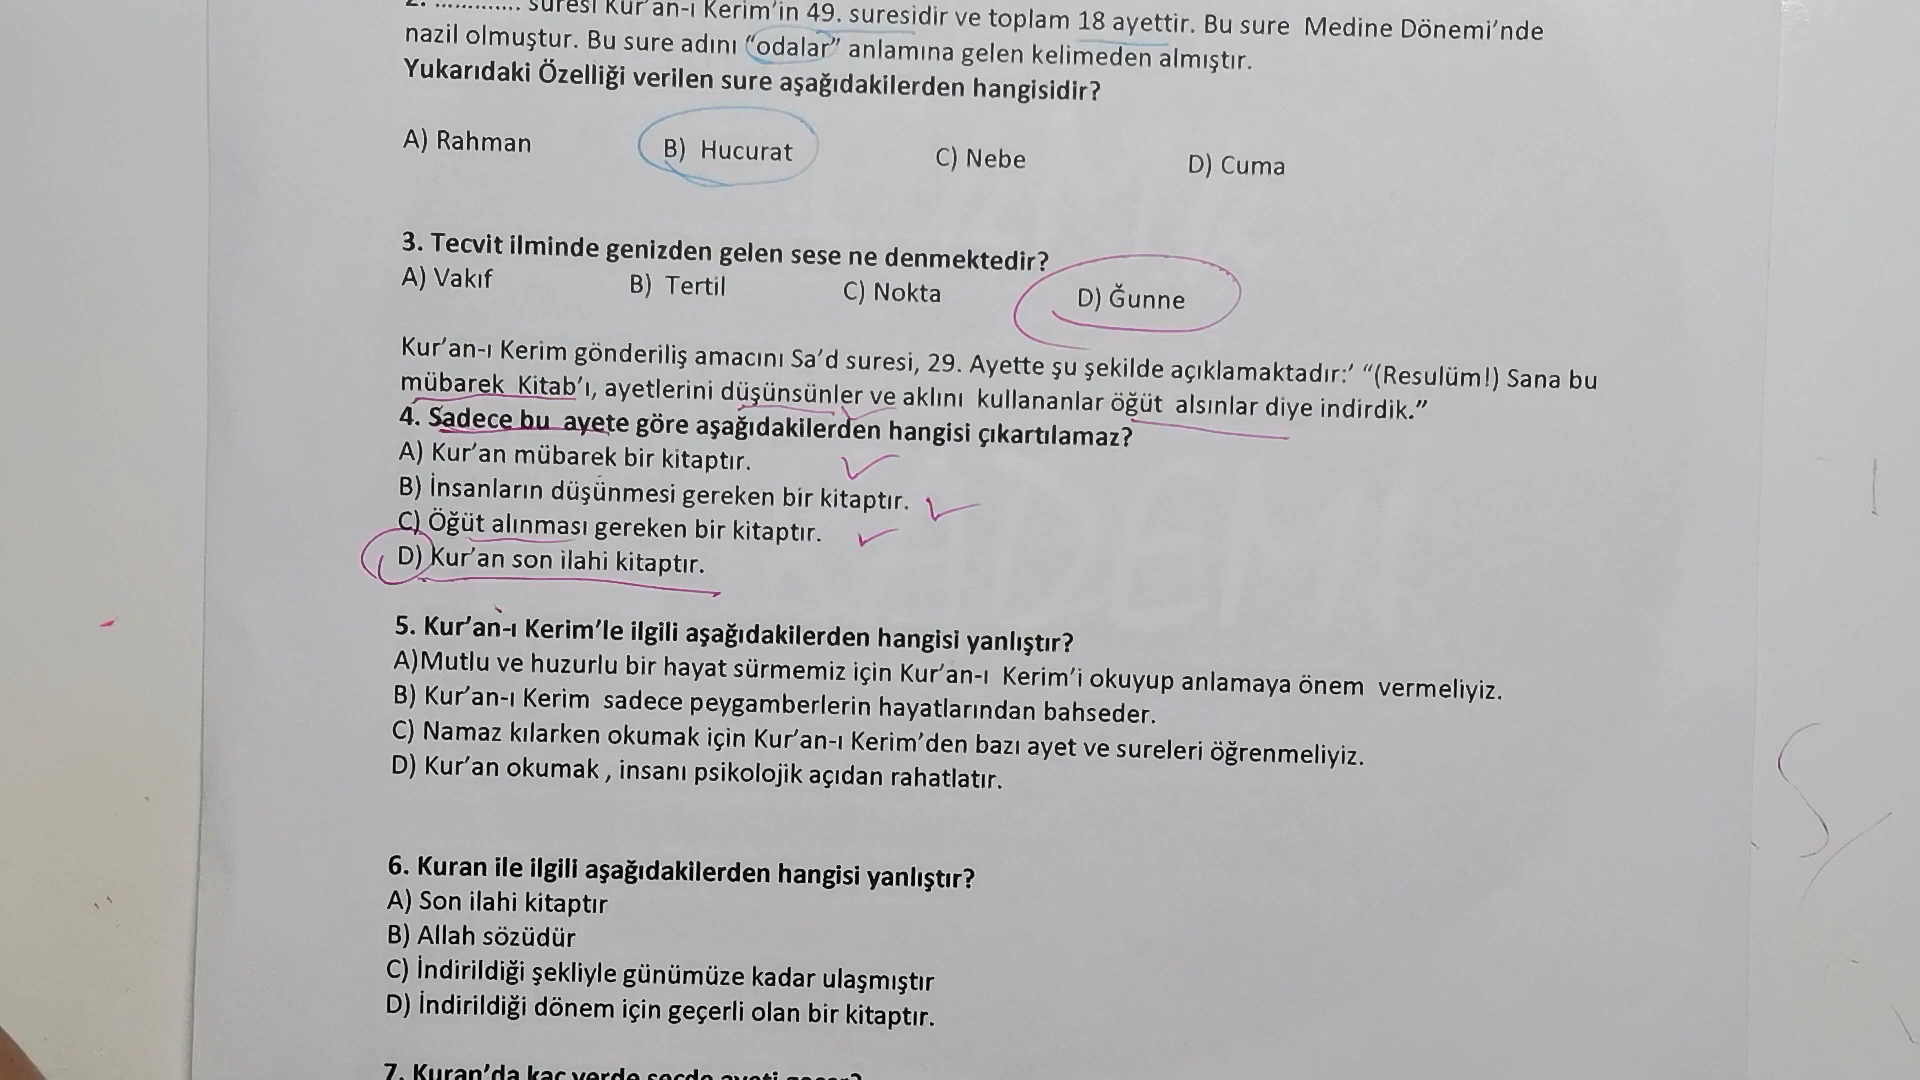 2. ............. suresi Kur'an-ı Kerim'in 49. suresidir ve toplam 18 ayettir. Bu sure Medine Dönemi'nde
nazil olmuştur. Bu sure adını “odalar” anlamına gelen kelimeden almıştır.
Yukarıdaki Özelliği verilen sure aşağıdakilerden hangisidir?
A) Rahman B) Hucurat C) Nebe D) Cuma
3. Tecvit ilminde genizden gelen sese ne denmektedir?
A) Vakıf B) Tertil C) Nokta D) Ğunne
Kur'an-ı Kerim gönderiliş amacını Sa'd suresi, 29. Ayette şu şekilde açıklamaktadır:' “(Resulüm!) Sana bu
mübarek Kitab'ı, ayetlerini düşünsünler ve aklını kullananlar öğüt alsınlar diye indirdik.”
4. Sadece bu ayete göre aşağıdakilerden hangisi çıkartılamaz?
A) Kur'an mübarek bir kitaptır.
B) İnsanların düşünmesi gereken bir kitaptır.
C) Öğüt alınması gereken bir kitaptır.
D) Kur'an son ilahi kitaptır.
5. Kur'an-ı Kerim'le ilgili aşağıdakilerden hangisi yanlıştır?
A)Mutlu ve huzurlu bir hayat sürmemiz için Kur'an-ı Kerim'i okuyup anlamaya önem vermeliyiz.
B) Kur'an-ı Kerim sadece peygamberlerin hayatlarından bahseder.
C) Namaz kılarken okumak için Kur'an-ı Kerim'den bazı ayet ve sureleri öğrenmeliyiz.
D) Kur'an okumak , insanı psikolojik açıdan rahatlatır.
6. Kuran ile ilgili aşağıdakilerden hangisi yanlıştır?
A) Son ilahi kitaptır
B) Allah sözüdür
C) İndirildiği şekliyle günümüze kadar ulaşmıştır
D) İndirildiği dönem için geçerli olan bir kitaptır.
7. Kuran'da kaç yerde secde ayeti geçer?